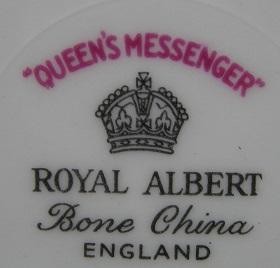 "QUEEN'S MESSENGER"
ROYAL ALBERT
Bone China
ENGLAND